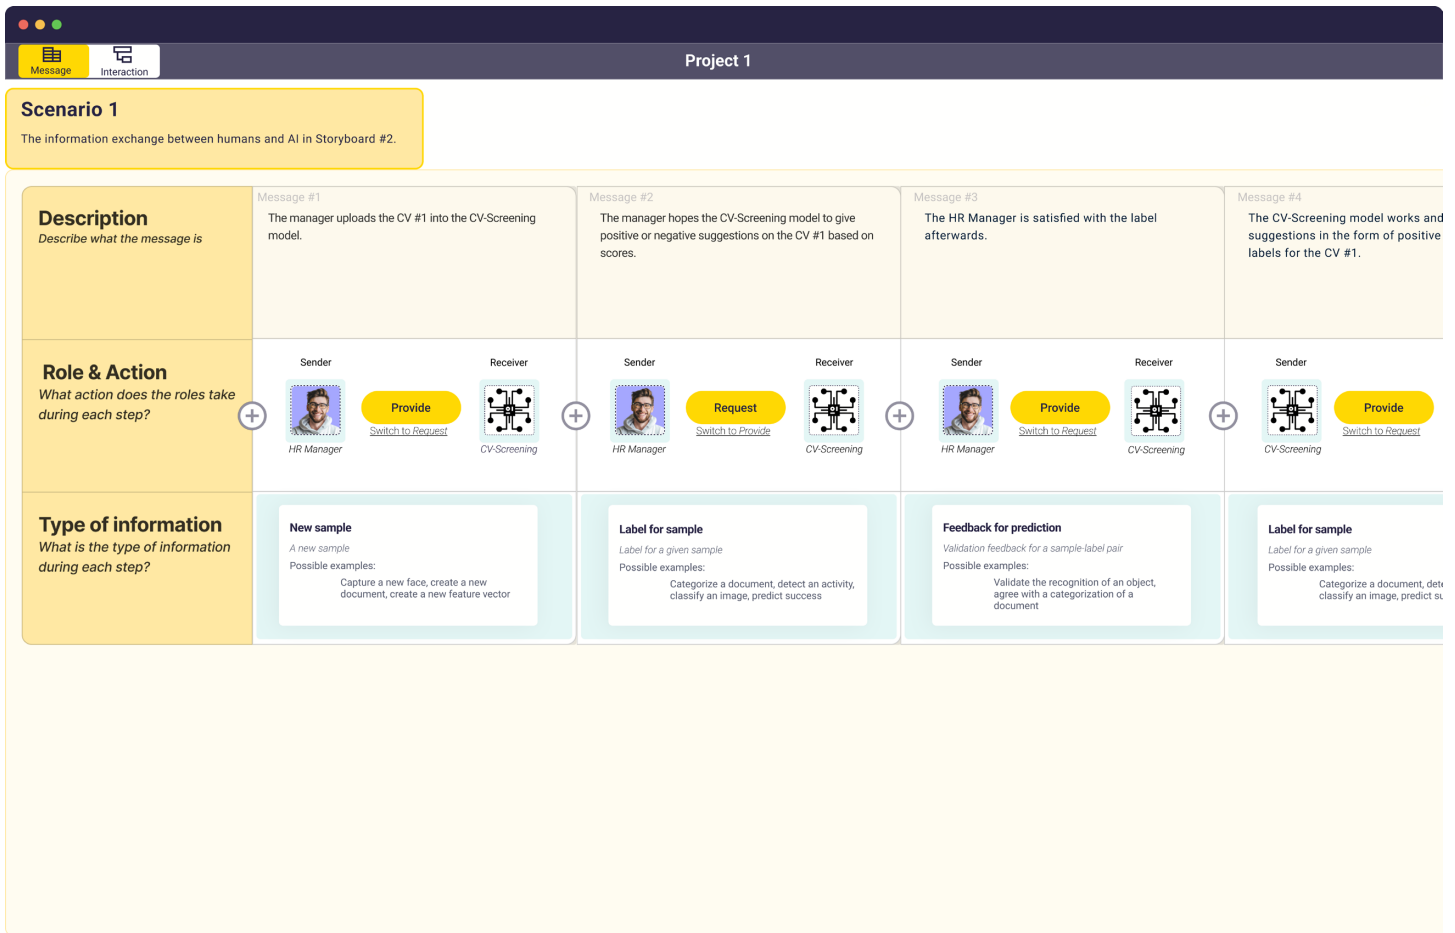 Message
Interaction
Project 1
Scenario 1
The information exchange between humans and AI in Storyboard #2.
Description
Describe what the message is
Message #1
The manager uploads the CV #1 into the CV-Screening
model.
Message #2
The manager hopes the CV-Screening model to give
positive or negative suggestions on the CV #1 based on
scores.
Message #3
The HR Manager is satisfied with the label
afterwards.
Message #4
The CV-Screening model works and
suggestions in the form of positive
labels for the CV #1.
Role & Action
What action does the roles take
during each step?
Sender
Receiver
Provide
Switch to Request
HR Manager
CV-Screening
Sender
Receiver
Request
Switch to Provide
HR Manager
CV-Screening
Sender
Receiver
Provide
Switch to Request
HR Manager
CV-Screening
Sender
Provide
Switch to Request
CV-Screening
Type of information
What is the type of information
during each step?
New sample
A new sample
Possible examples:
Capture a new face, create a new
document, create a new feature vector
Label for sample
Label for a given sample
Possible examples:
Categorize a document, detect an activity,
classify an image, predict success
Feedback for prediction
Validation feedback for a sample-label pair
Possible examples:
Validate the recognition of an object,
agree with a categorization of a
document
Label for sample
Label for a given sample
Possible examples:
Categorize a document,
classify an image, predict